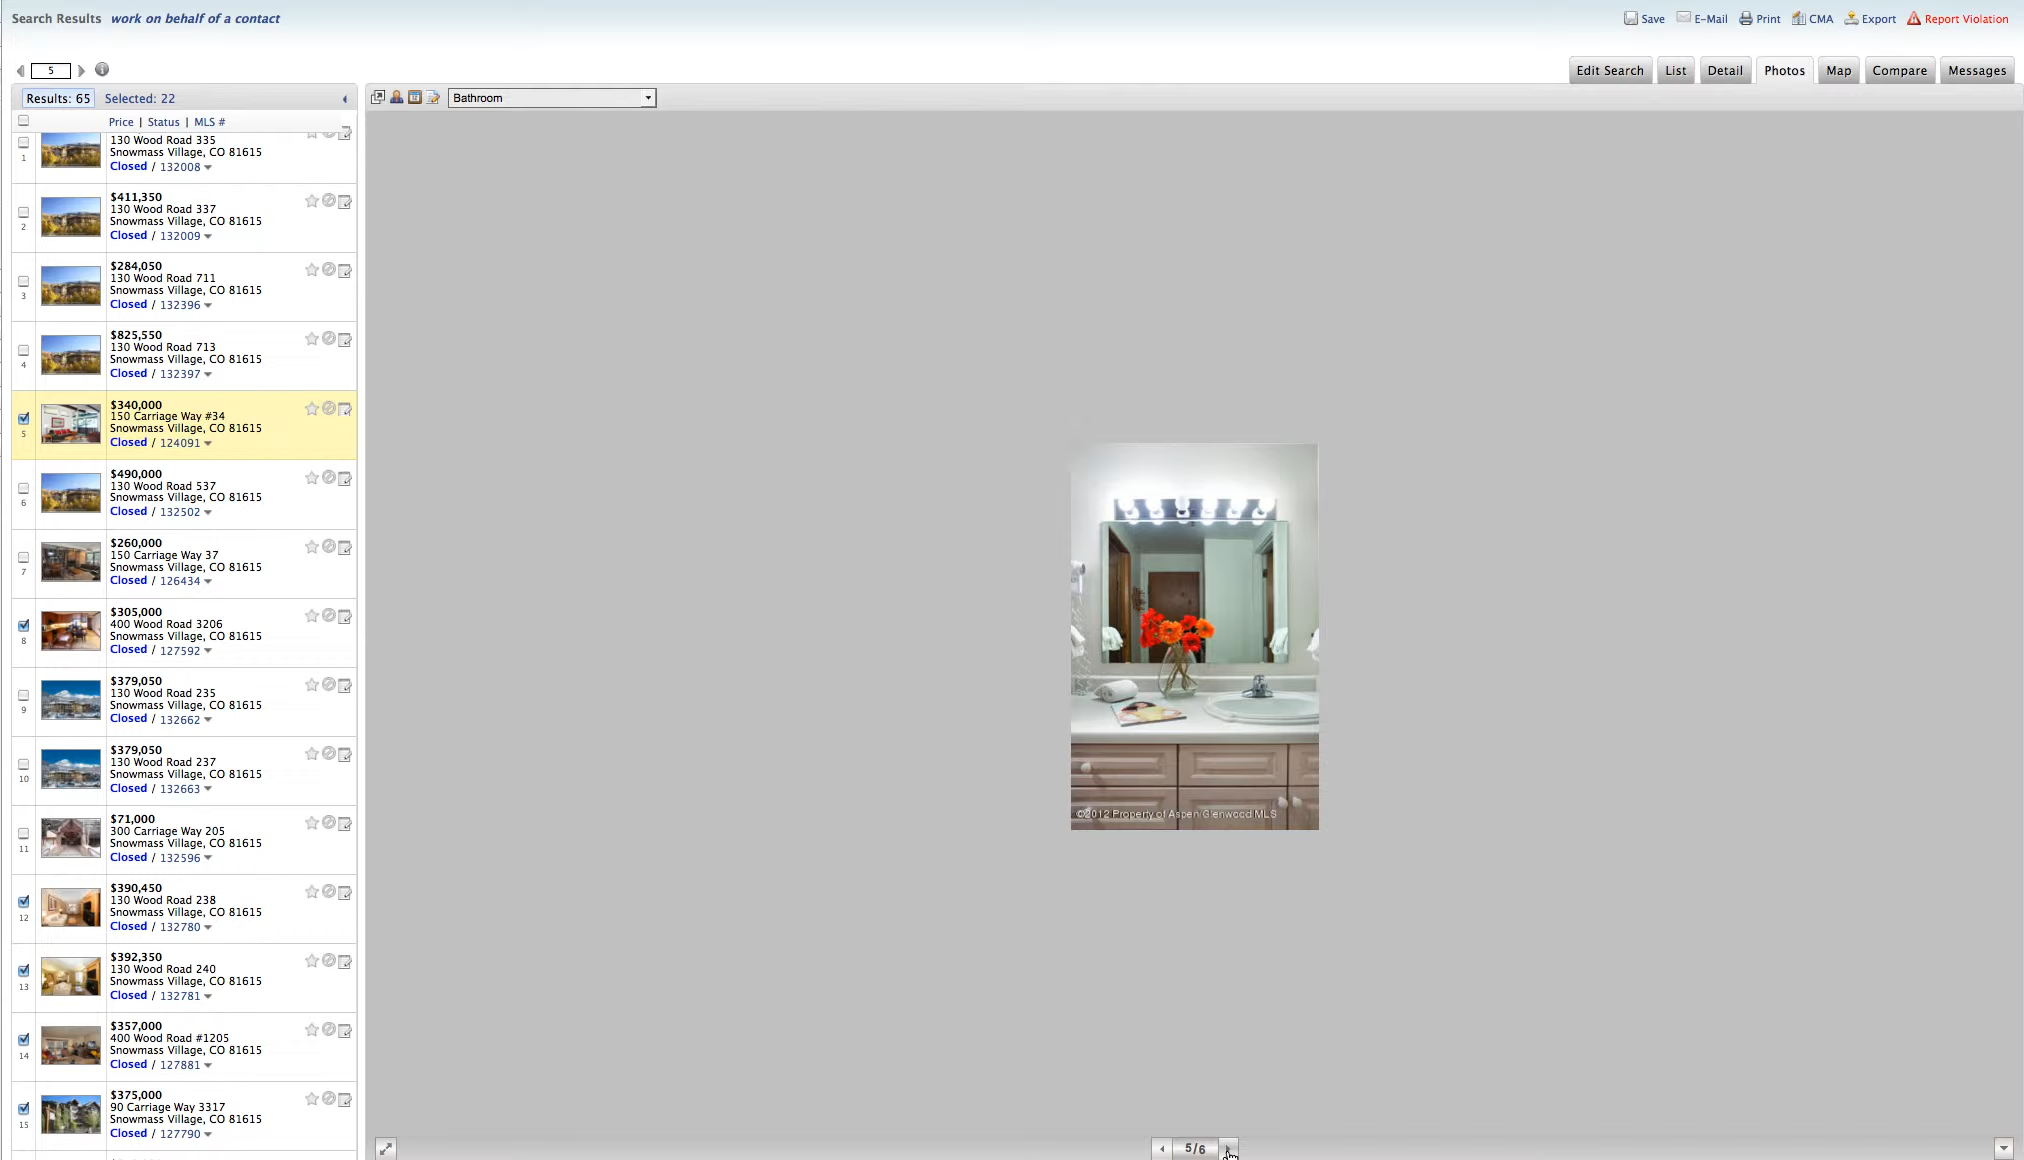 Search Results work on behalf of a contact
Save E-Mail Print CMA Export Report Violation
5
Edit Search List Detail Photos Map Compare Messages
Results: 65 Selected: 22
Bathroom
Price | Status | MLS #
1
130 Wood Road 335
Snowmass Village, CO 81615
Closed / 132008
2
$411,350
130 Wood Road 337
Snowmass Village, CO 81615
Closed / 132009
3
$284,050
130 Wood Road 711
Snowmass Village, CO 81615
Closed / 132396
4
$825,550
130 Wood Road 713
Snowmass Village, CO 81615
Closed / 132397
5
$340,000
150 Carriage Way #34
Snowmass Village, CO 81615
Closed / 124091
6
$490,000
130 Wood Road 537
Snowmass Village, CO 81615
Closed / 132502
7
$260,000
150 Carriage Way 37
Snowmass Village, CO 81615
Closed / 126434
8
$305,000
400 Wood Road 3206
Snowmass Village, CO 81615
Closed / 127592
9
$379,050
130 Wood Road 235
Snowmass Village, CO 81615
Closed / 132662
10
$379,050
130 Wood Road 237
Snowmass Village, CO 81615
Closed / 132663
11
$71,000
300 Carriage Way 205
Snowmass Village, CO 81615
Closed / 132596
12
$390,450
130 Wood Road 238
Snowmass Village, CO 81615
Closed / 132780
13
$392,350
130 Wood Road 240
Snowmass Village, CO 81615
Closed / 132781
14
$357,000
400 Wood Road #1205
Snowmass Village, CO 81615
Closed / 127881
15
$375,000
90 Carriage Way 3317
Snowmass Village, CO 81615
Closed / 127790
©2012 Property of Aspen/Glenwood MLS
5/6